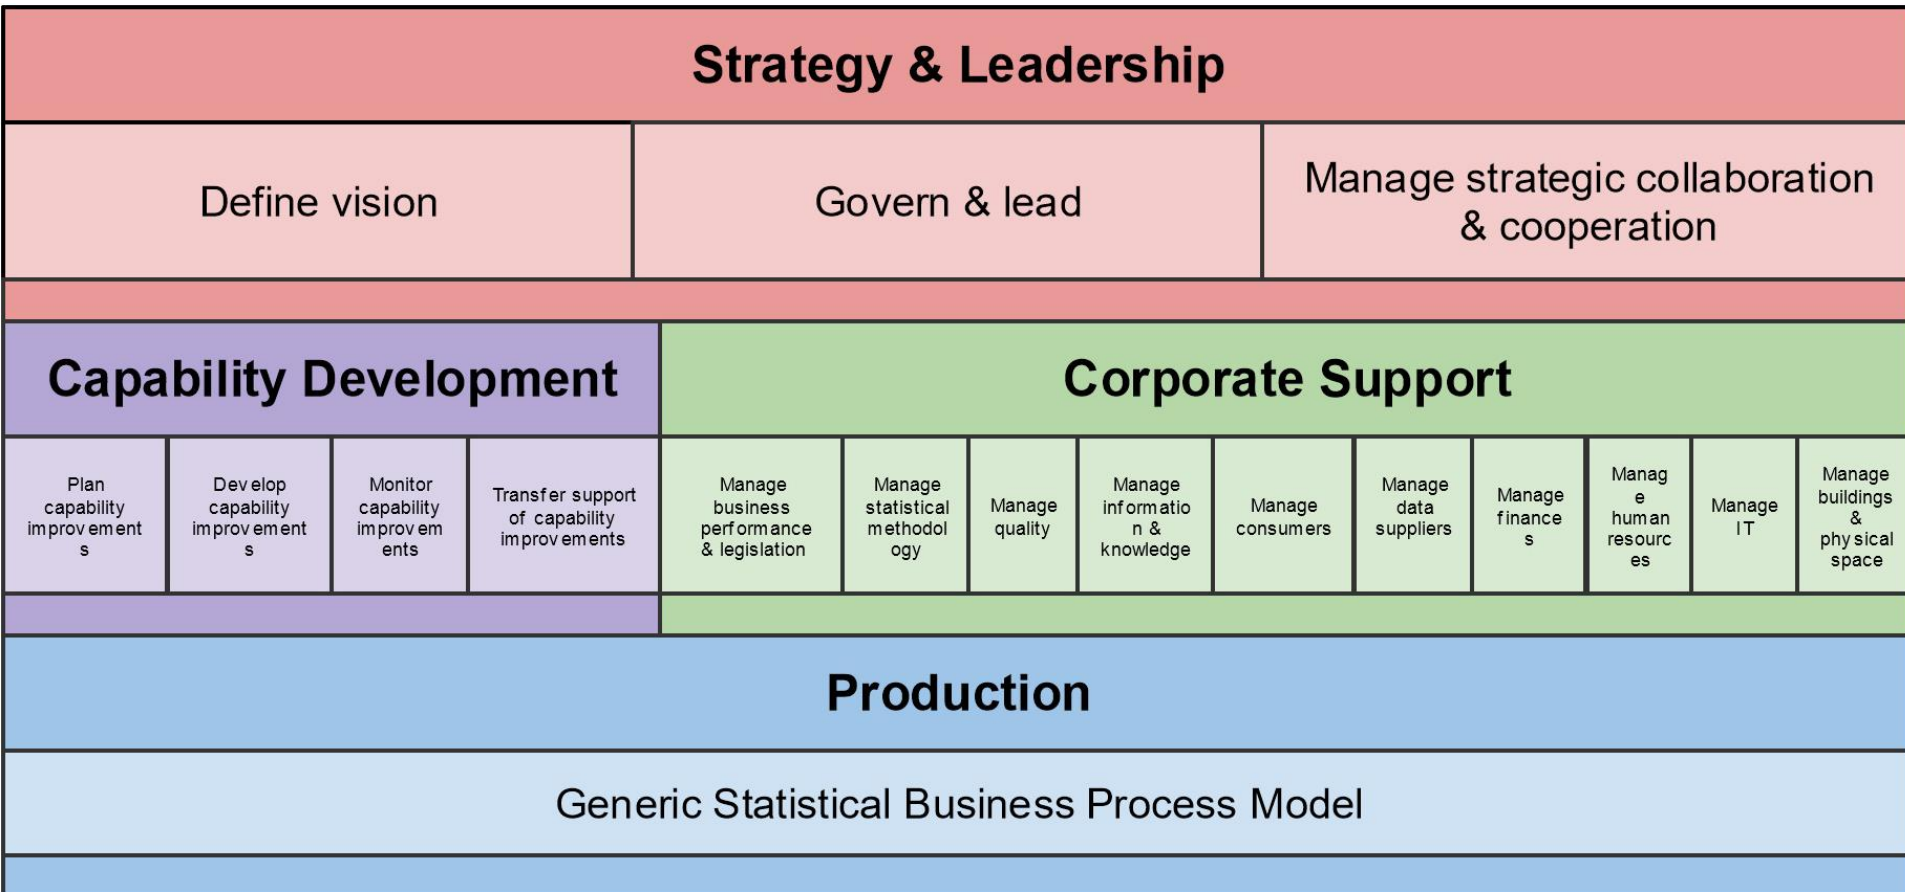 Strategy & Leadership
Define vision
Govern & lead
Manage strategic collaboration
& cooperation
Capability Development
Corporate Support
Plan
capability
improvement
s
Develop
capability
improvement
s
Monitor
capability
improvem
ents
Transfer support
of capability
improvements
Manage
business
performance
& legislation
Manage
statistical
methodol
ogy
Manage
quality
Manage
informatio
n &
knowledge
Manage
consumers
Manage
data
suppliers
Manage
finance
s
Manag
e
human
resourc
es
Manage
IT
Manage
buildings
&
physical
space
Production
Generic Statistical Business Process Model